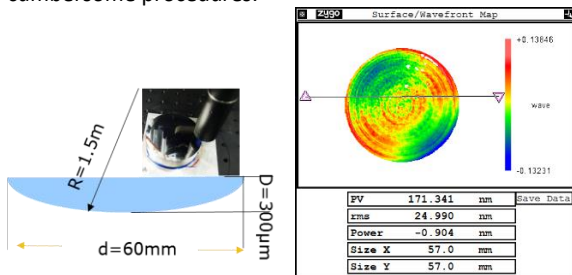 zygo Surface/Wavefront Map
+0.13846
wave
-0.13231
R=1.5m
D=300μm
d=60mm
PV 171.341 nm Save Data
rms 24.990 nm
Power -0.904 nm
Size X 57.0 mm
Size Y 57.0 mm